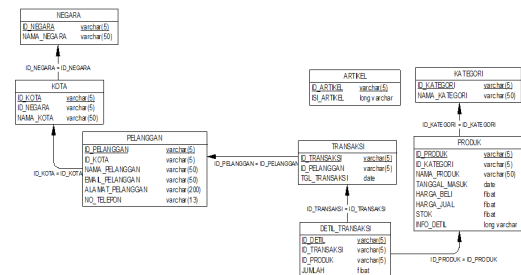 NEGARA
ID_NEGARA varchar(5)
NAMA_NEGARA varchar(50)
ID_NEGARA = ID_NEGARA
KOTA
ID_KOTA varchar(5)
ID_NEGARA varchar(5)
NAMA_KOTA varchar(50)
ID_KOTA = ID_KOTA
PELANGGAN
ID_PELANGGAN varchar(5)
ID_KOTA varchar(5)
NAMA_PELANGGAN varchar(50)
EMAIL_PELANGGAN varchar(50)
ALAMAT_PELANGGAN varchar(200)
NO_TELEPON varchar(13)
ID_PELANGGAN = ID_PELANGGAN
ARTIKEL
ID_ARTIKEL varchar(5)
ISI_ARTIKEL long varchar
TRANSAKSI
ID_TRANSAKSI varchar(5)
ID_PELANGGAN varchar(5)
TGL_TRANSAKSI date
ID_TRANSAKSI = ID_TRANSAKSI
DETIL_TRANSAKSI
ID_DETIL varchar(5)
ID_TRANSAKSI varchar(5)
ID_PRODUK varchar(5)
JUMLAH float
KATEGORI
ID_KATEGORI varchar(5)
NAMA_KATEGORI varchar(50)
ID_KATEGORI = ID_KATEGORI
PRODUK
ID_PRODUK varchar(5)
ID_KATEGORI varchar(5)
NAMA_PRODUK varchar(50)
TANGGAL_MASUK date
HARGA_BELI float
HARGA_JUAL float
STOK float
INFO_DETIL long varchar
ID_PRODUK = ID_PRODUK